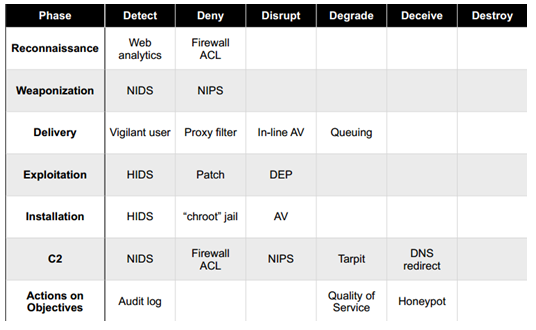 Phase Detect Deny Disrupt Degrade Deceive Destroy
Reconnaissance Web analytics Firewall ACL
Weaponization NIDS NIPS
Delivery Vigilant user Proxy filter In-line AV Queuing
Exploitation HIDS Patch DEP
Installation HIDS “chroot” jail AV
C2 NIDS Firewall ACL NIPS Tarpit DNS redirect
Actions on Objectives Audit log Quality of Service Honeypot